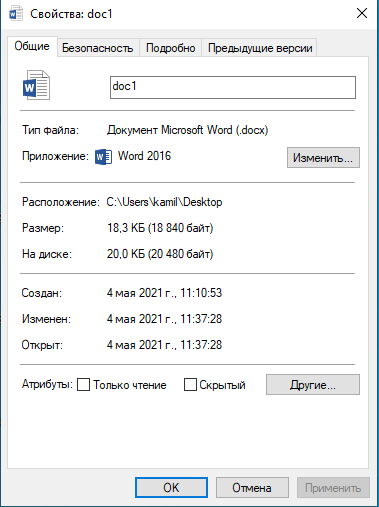 Свойства: doc1
Общие Безопасность Подробно Предыдущие версии
doc1
Тип файла: Документ Microsoft Word (.docx)
Приложение: Word 2016 Изменить...
Расположение: C:\Users\kamil\Desktop
Размер: 18,3 КБ (18 840 байт)
На диске: 20,0 КБ (20 480 байт)
Создан: 4 мая 2021 г., 11:10:53
Изменен: 4 мая 2021 г., 11:37:28
Открыт: 4 мая 2021 г., 11:37:28
Атрибуты: Только чтение Скрытый Другие...
OK Отмена Применить